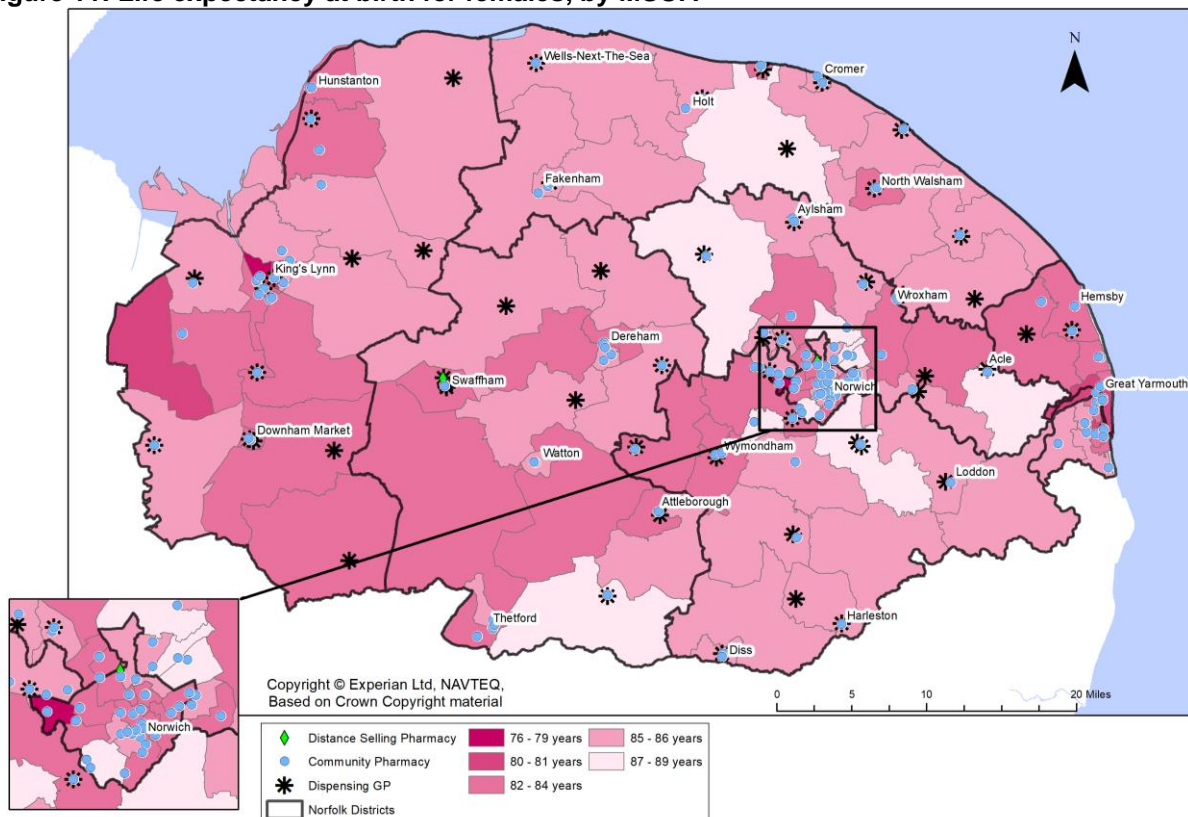 N
Wells-Next-The-Sea
Cromer
Hunstanton
Holt
Fakenham
North Walsham
Aylsham
King's Lynn
Wroxham
Hemsby
Dereham
Acle
Swaffham
Norwich
Great Yarmouth
Downham Market
Watton
Wymondham
Loddon
Attleborough
Thetford
Harleston
Diss
Copyright © Experian Ltd, NAVTEQ,
Based on Crown Copyright material
0 5 10 20 Miles
Norwich
Distance Selling Pharmacy
Community Pharmacy
Dispensing GP
Norfolk Districts
76 - 79 years
80 - 81 years
82 - 84 years
85 - 86 years
87 - 89 years